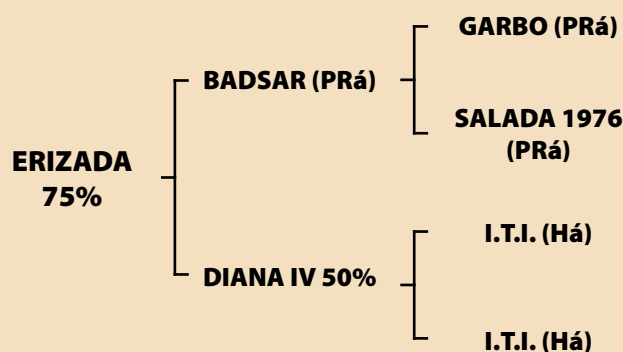 GARBO (PRá)
BADSAR (PRá)
SALADA 1976
(PRá)
ERIZADA
75%
I.T.I. (Há)
DIANA IV 50%
I.T.I. (Há)